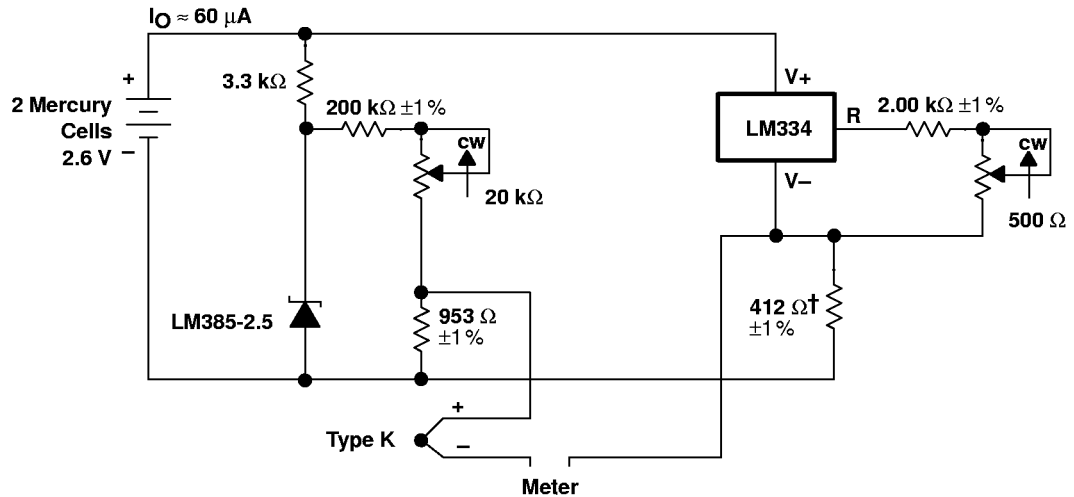 IO ≈ 60 μA
+
2 Mercury
Cells
2.6 V
–
3.3 kΩ
200 kΩ ±1%
cw
20 kΩ
LM385-2.5
953 Ω
±1%
V+
LM334
R
2.00 kΩ ±1%
cw
500 Ω
V–
412 Ω†
±1%
+
Type K
–
Meter